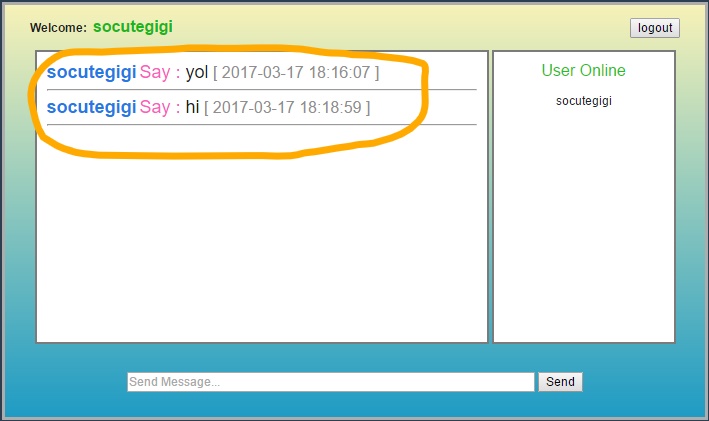 Welcome: socutegigi
logout
socutegigi Say : yol [ 2017-03-17 18:16:07 ]
socutegigi Say : hi [ 2017-03-17 18:18:59 ]
User Online
socutegigi
Send Message...
Send